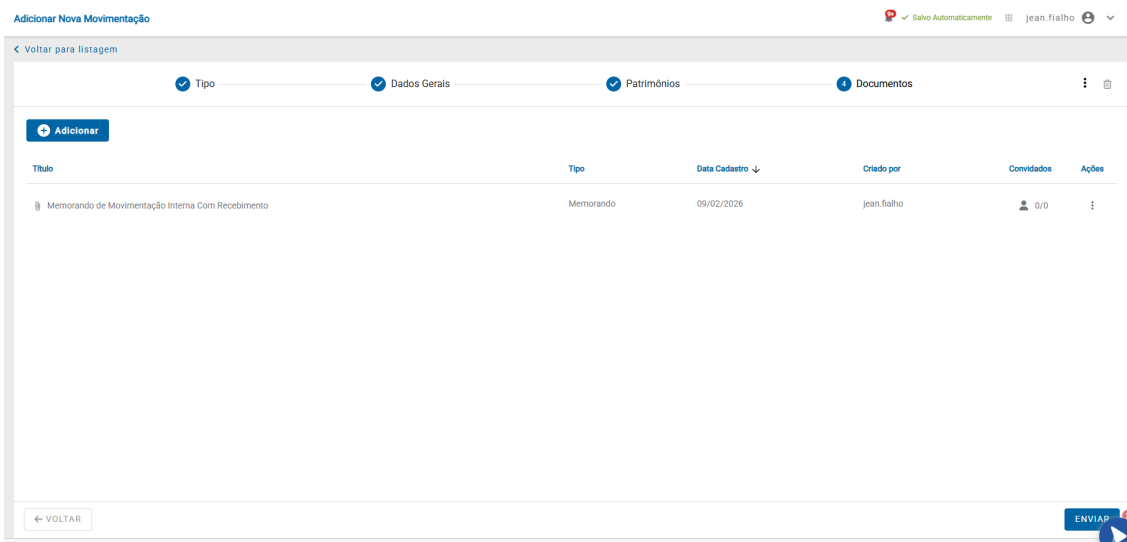 Adicionar Nova Movimentação
9+
Salvo Automaticamente
jean.fialho
Voltar para listagem
Tipo
Dados Gerais
Patrimônios
4 Documentos
Adicionar
Título Tipo Data Cadastro Criado por Convidados Ações
Memorando de Movimentação Interna Com Recebimento Memorando 09/02/2026 jean.fialho 0/0
VOLTAR
ENVIAR